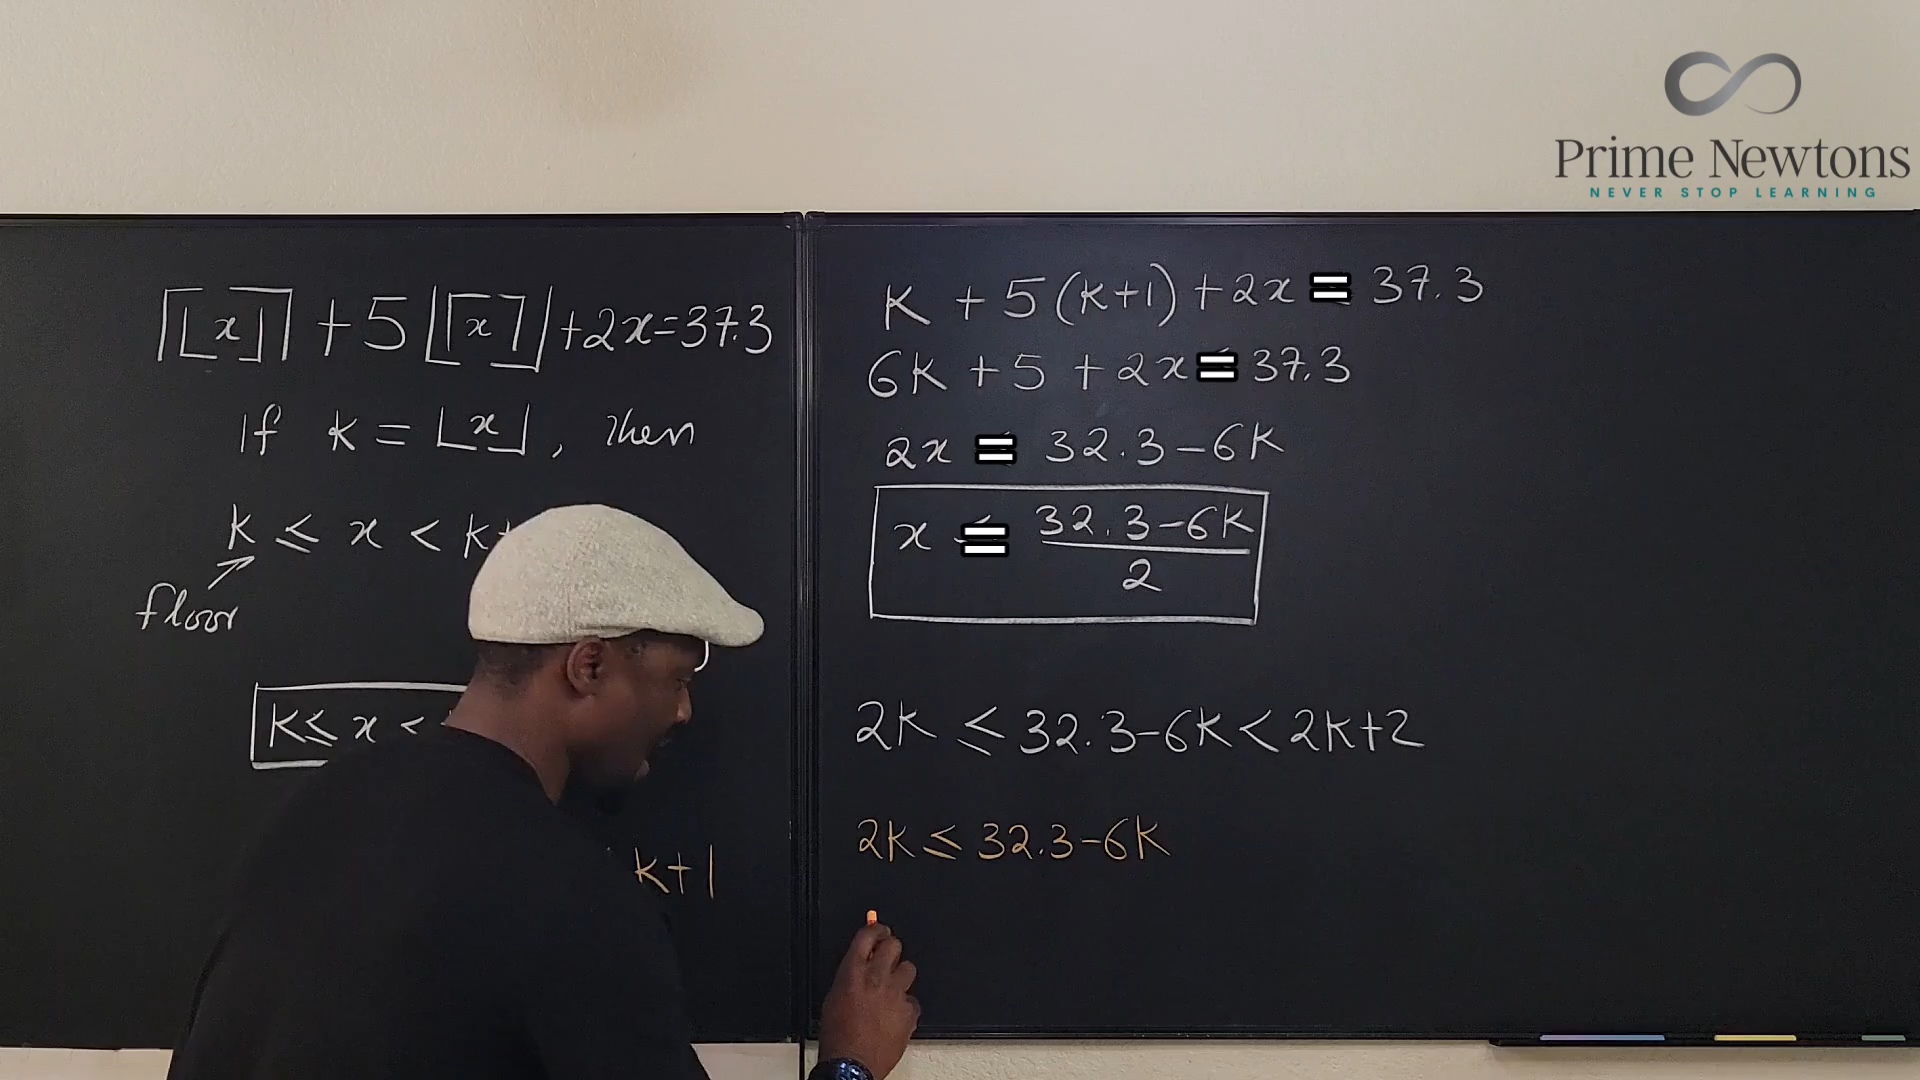 Prime Newtons
NEVER STOP LEARNING
⌈⌊x⌋⌉ + 5⌊⌈x⌉⌋ + 2x = 37.3
If k = ⌊x⌋, then
k ≤ x < k+
floor
k ≤ x <
k+1
k + 5(k+1) + 2x = 37.3
6k + 5 + 2x = 37.3
2x = 32.3 - 6k
x = (32.3 - 6k)/2
2k ≤ 32.3 - 6k < 2k+2
2k ≤ 32.3 - 6k